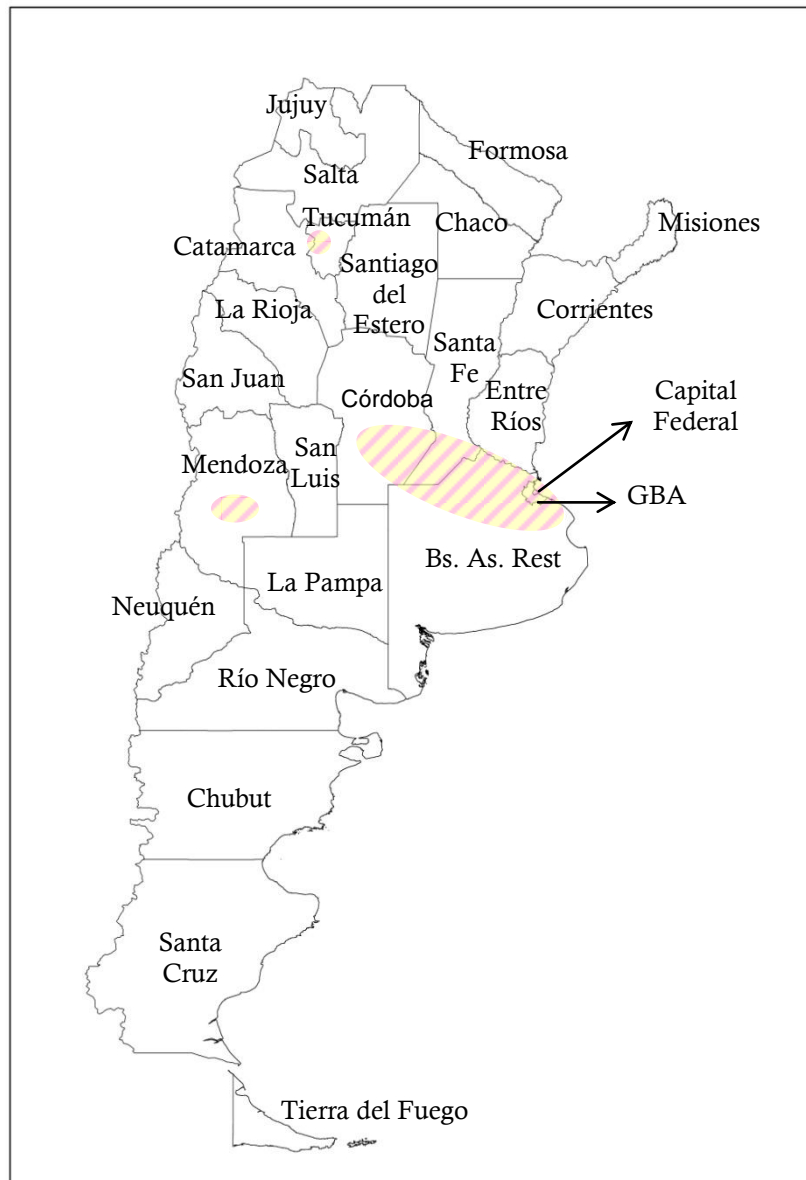 Jujuy
Formosa
Salta
Tucumán
Chaco
Misiones
Catamarca
Santiago
del
Estero
La Rioja
Corrientes
Santa
Fe
San Juan
Córdoba
Entre
Ríos
Capital
Federal
San
Luis
Mendoza
GBA
Bs. As. Rest
La Pampa
Neuquén
Río Negro
Chubut
Santa
Cruz
Tierra del Fuego